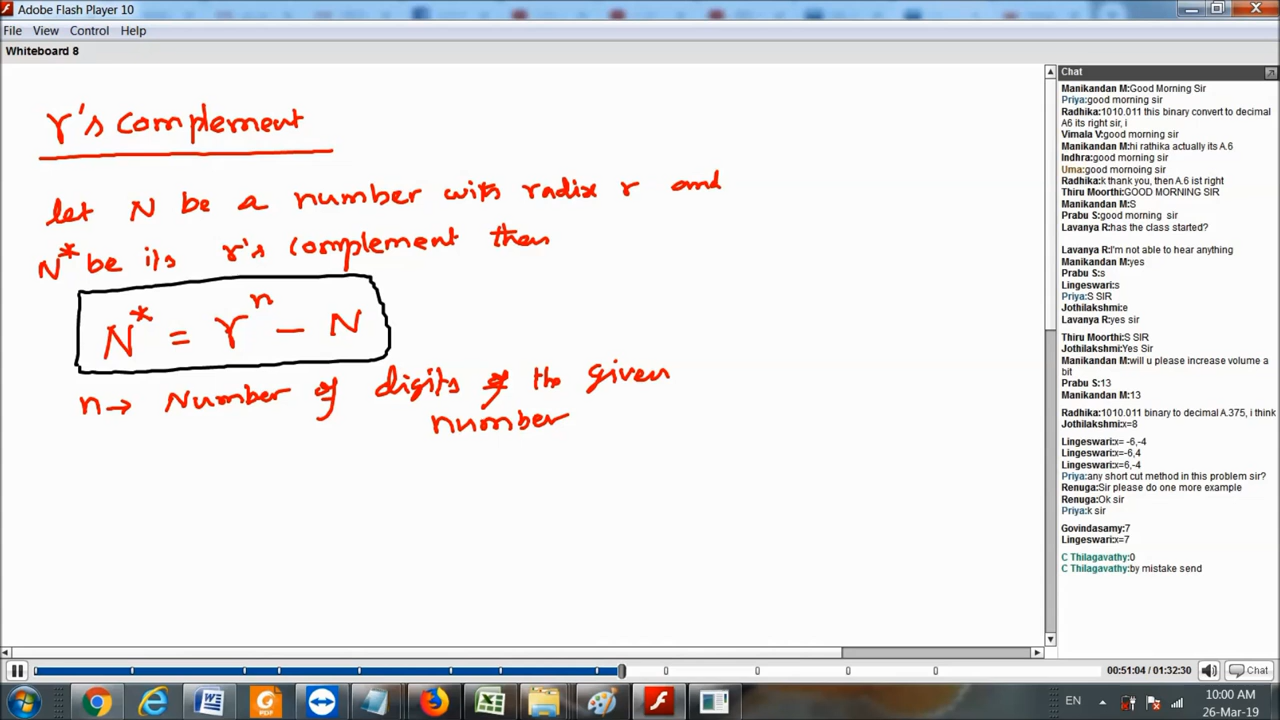 Adobe Flash Player 10
File View Control Help
Whiteboard 8
r's complement
let N be a number with radix r and
N* be its r's complement then
N* = r^n - N
n → Number of digits of the given
number
Chat
Manikandan M:Good Morning Sir
Priya:good morning sir
Radhika:1010.011 this binary convert to decimal
A6 its right sir, i
Vimala V:good morning sir
Manikandan M:hi rathika actually its A.6
Indhra:good morning sir
Uma:good mornoing sir
Radhika:k thank you, then A.6 ist right
Thiru Moorthi:GOOD MORNING SIR
Manikandan M:S
Prabu S:good morning sir
Lavanya R:has the class started?
Lavanya R:I'm not able to hear anything
Manikandan M:yes
Prabu S:s
Lingeswari:s
Priya:S SIR
Jothilakshmi:e
Lavanya R:yes sir
Thiru Moorthi:S SIR
Jothilakshmi:Yes Sir
Manikandan M:will u please increase volume a
bit
Prabu S:13
Manikandan M:13
Radhika:1010.011 binary to decimal A.375, i think
Jothilakshmi:x=8
Lingeswari:x= -6,-4
Lingeswari:x=-6,4
Lingeswari:x=6,-4
Priya:any short cut method in this problem sir?
Renuga:Sir please do one more example
Renuga:Ok sir
Priya:k sir
Govindasamy:7
Lingeswari:x=7
C Thilagavathy:0
C Thilagavathy:by mistake send
00:51:04 / 01:32:30
Chat
EN
10:00 AM
26-Mar-19